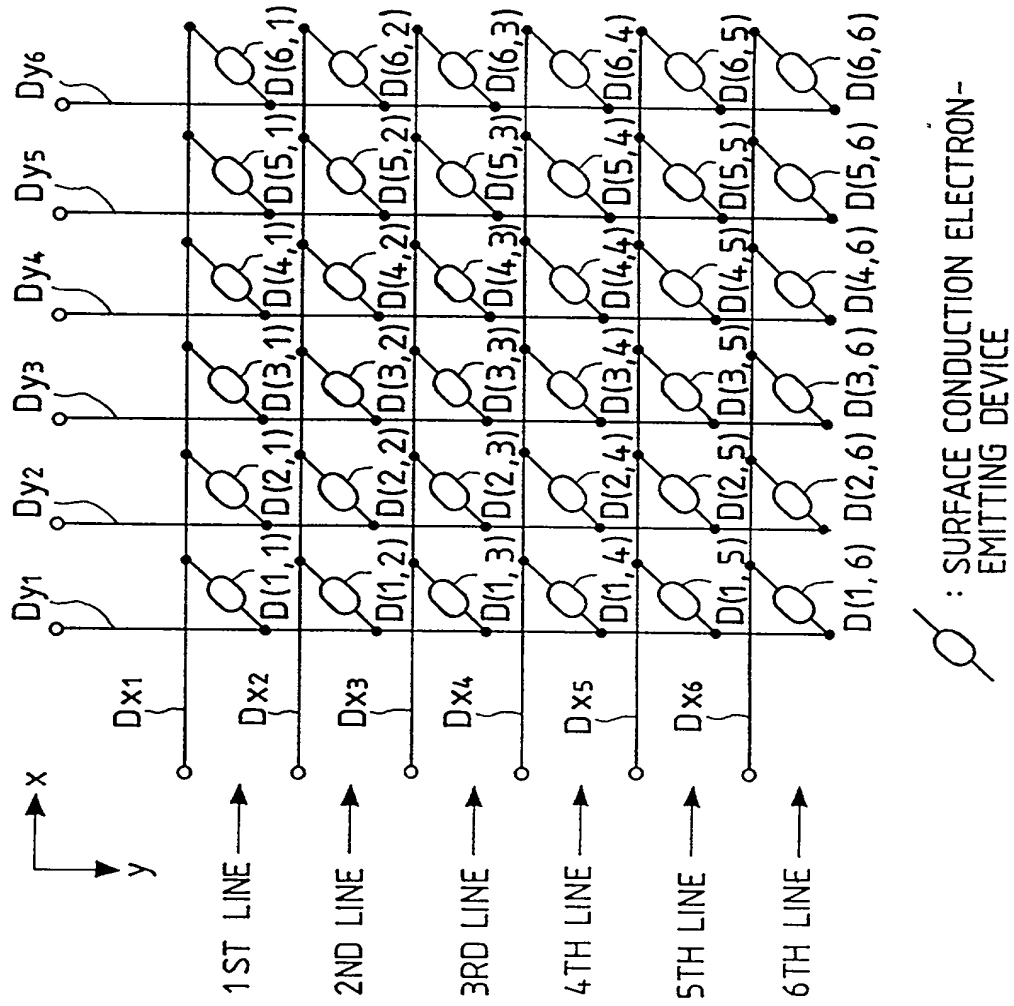 Dy1 Dy2 Dy3 Dy4 Dy5 Dy6
x
y
Dx1
1ST LINE
D(1,1) D(2,1) D(3,1) D(4,1) D(5,1) D(6,1)
Dx2
2ND LINE
D(1,2) D(2,2) D(3,2) D(4,2) D(5,2) D(6,2)
Dx3
3RD LINE
D(1,3) D(2,3) D(3,3) D(4,3) D(5,3) D(6,3)
Dx4
4TH LINE
D(1,4) D(2,4) D(3,4) D(4,4) D(5,4) D(6,4)
Dx5
5TH LINE
D(1,5) D(2,5) D(3,5) D(4,5) D(5,5) D(6,5)
Dx6
6TH LINE
D(1,6) D(2,6) D(3,6) D(4,6) D(5,6) D(6,6)
: SURFACE CONDUCTION ELECTRON-
EMITTING DEVICE